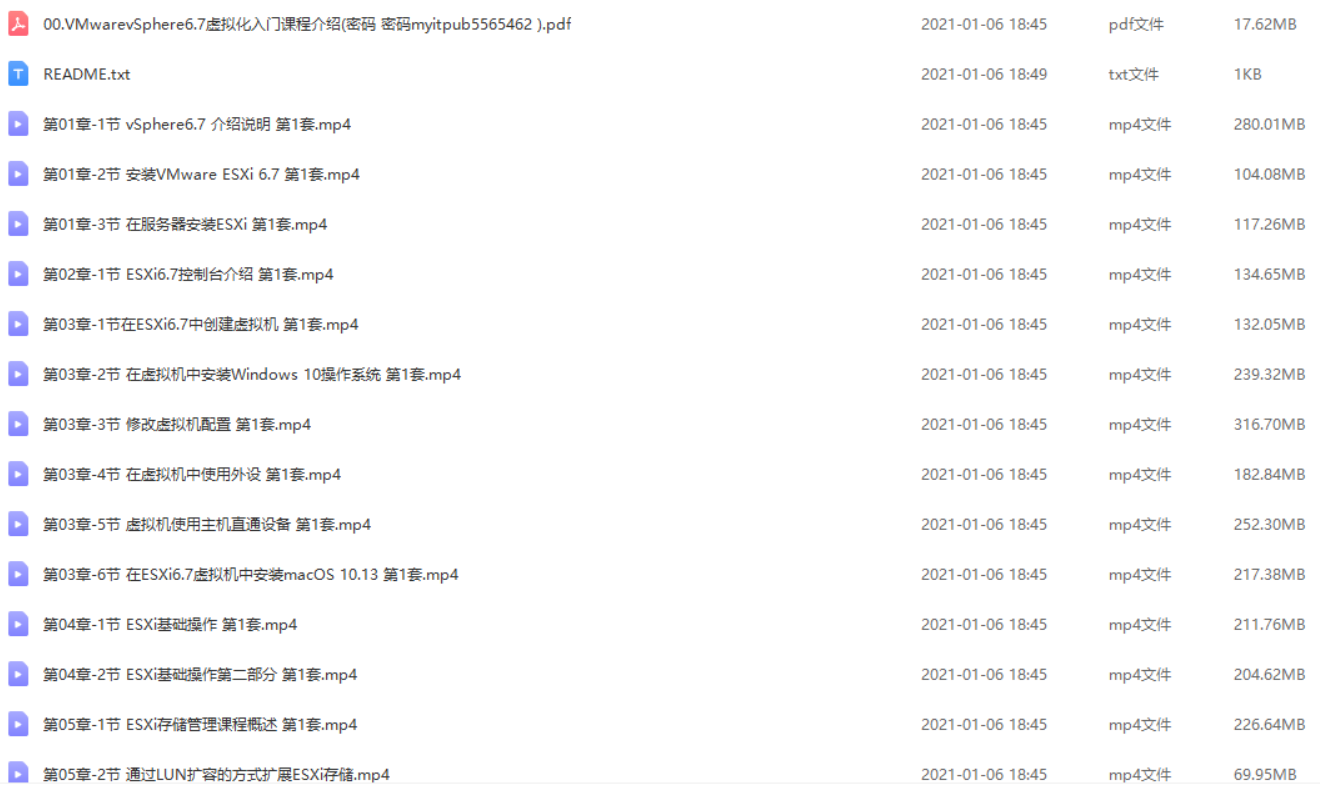 00.VMwarevSphere6.7虚拟化入门课程介绍(密码 密码myitpub5565462 ).pdf 2021-01-06 18:45 pdf文件 17.62MB
README.txt 2021-01-06 18:49 txt文件 1KB
第01章-1节 vSphere6.7 介绍说明 第1套.mp4 2021-01-06 18:45 mp4文件 280.01MB
第01章-2节 安装VMware ESXi 6.7 第1套.mp4 2021-01-06 18:45 mp4文件 104.08MB
第01章-3节 在服务器安装ESXi 第1套.mp4 2021-01-06 18:45 mp4文件 117.26MB
第02章-1节 ESXi6.7控制台介绍 第1套.mp4 2021-01-06 18:45 mp4文件 134.65MB
第03章-1节在ESXi6.7中创建虚拟机 第1套.mp4 2021-01-06 18:45 mp4文件 132.05MB
第03章-2节 在虚拟机中安装Windows 10操作系统 第1套.mp4 2021-01-06 18:45 mp4文件 239.32MB
第03章-3节 修改虚拟机配置 第1套.mp4 2021-01-06 18:45 mp4文件 316.70MB
第03章-4节 在虚拟机中使用外设 第1套.mp4 2021-01-06 18:45 mp4文件 182.84MB
第03章-5节 虚拟机使用主机直通设备 第1套.mp4 2021-01-06 18:45 mp4文件 252.30MB
第03章-6节 在ESXi6.7虚拟机中安装macOS 10.13 第1套.mp4 2021-01-06 18:45 mp4文件 217.38MB
第04章-1节 ESXi基础操作 第1套.mp4 2021-01-06 18:45 mp4文件 211.76MB
第04章-2节 ESXi基础操作第二部分 第1套.mp4 2021-01-06 18:45 mp4文件 204.62MB
第05章-1节 ESXi存储管理课程概述 第1套.mp4 2021-01-06 18:45 mp4文件 226.64MB
第05章-2节 通过LUN扩容的方式扩展ESXi存储.mp4 2021-01-06 18:45 mp4文件 69.95MB